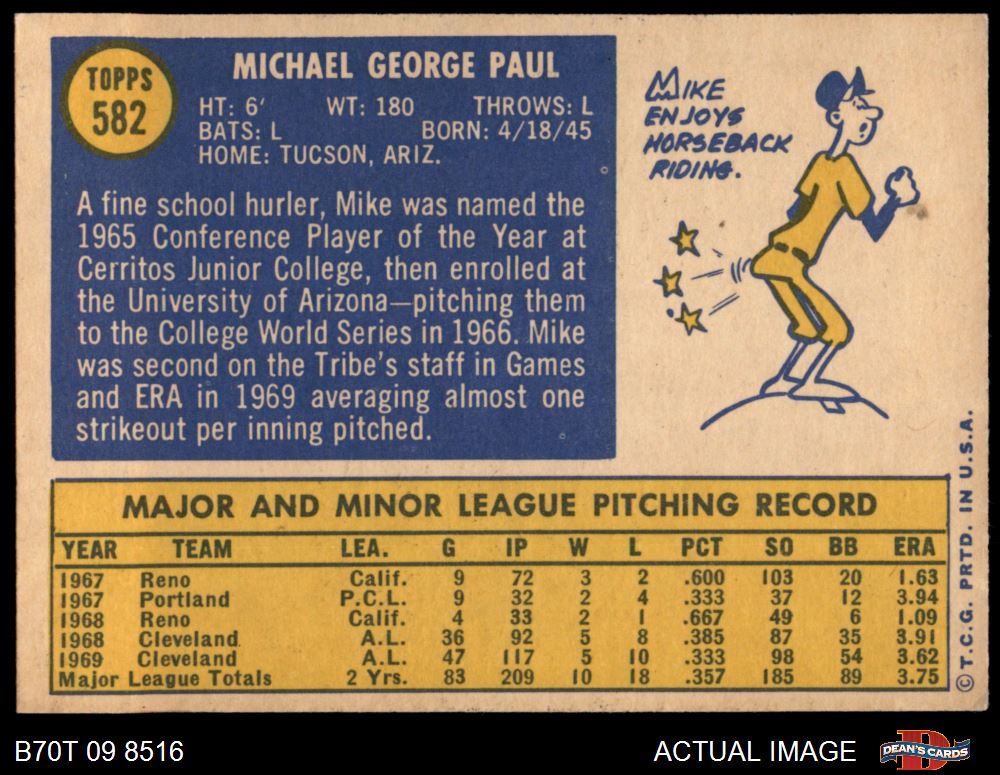 TOPPS
582
MICHAEL GEORGE PAUL
HT: 6' WT: 180 THROWS: L
BATS: L BORN: 4/18/45
HOME: TUCSON, ARIZ.
A fine school hurler, Mike was named the
1965 Conference Player of the Year at
Cerritos Junior College, then enrolled at
the University of Arizona—pitching them
to the College World Series in 1966. Mike
was second on the Tribe's staff in Games
and ERA in 1969 averaging almost one
strikeout per inning pitched.
MIKE
ENJOYS
HORSEBACK
RIDING.
MAJOR AND MINOR LEAGUE PITCHING RECORD
YEAR TEAM LEA. G IP W L PCT SO BB ERA
1967 Reno Calif. 9 72 3 2 .600 103 20 1.63
1967 Portland P.C.L. 9 32 2 4 .333 37 12 3.94
1968 Reno Calif. 4 33 2 1 .667 49 6 1.09
1968 Cleveland A.L. 36 92 5 8 .385 87 35 3.91
1969 Cleveland A.L. 47 117 5 10 .333 98 54 3.62
Major League Totals 2 Yrs. 83 209 10 18 .357 185 89 3.75
© T.C.G. PRTD. IN U.S.A.
B70T 09 8516
ACTUAL IMAGE
DEAN'S CARDS